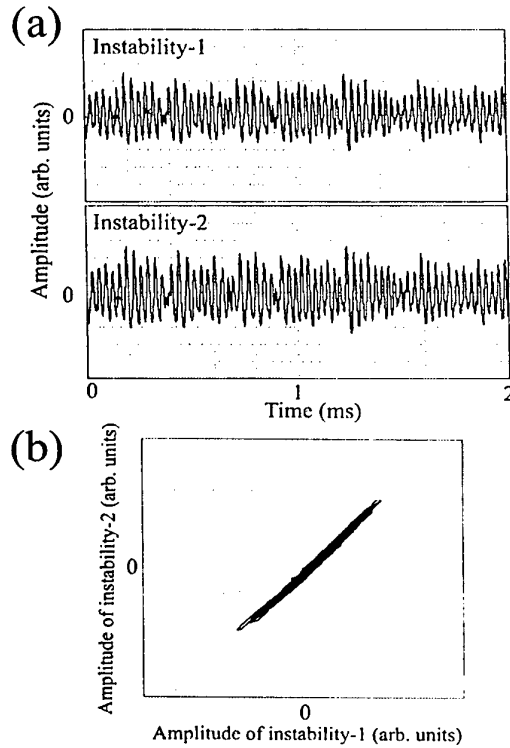 (a)
Instability-1
0
Amplitude (arb. units)
Instability-2
0
0 1 2
Time (ms)
(b)
Amplitude of instability-2 (arb. units)
0
0
Amplitude of instability-1 (arb. units)